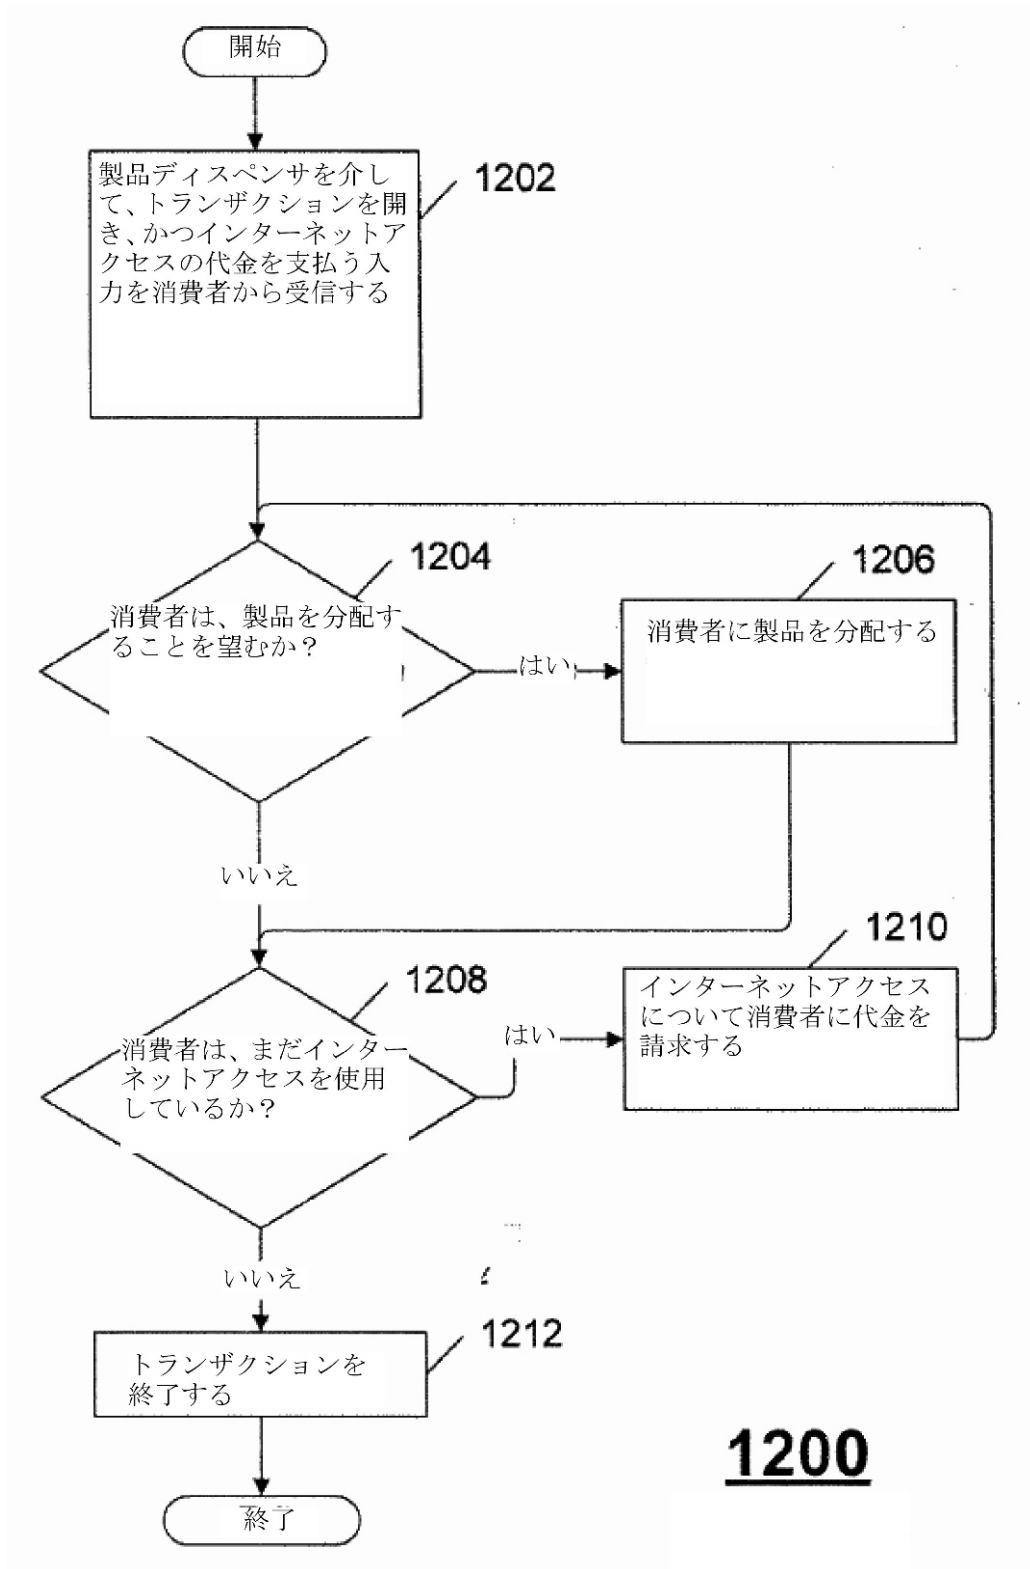 開始
製品ディスペンサを介し
て、トランザクションを開
き、かつインターネットア
クセスの代金を支払う入
力を消費者から受信する
1202
1204
消費者は、製品を分配す
ることを望むか？
はい
1206
消費者に製品を分配する
いいえ
1208
消費者は、まだインター
ネットアクセスを使用
しているか？
はい
1210
インターネットアクセス
について消費者に代金を
請求する
いいえ
1212
トランザクションを
終了する
終了
1200